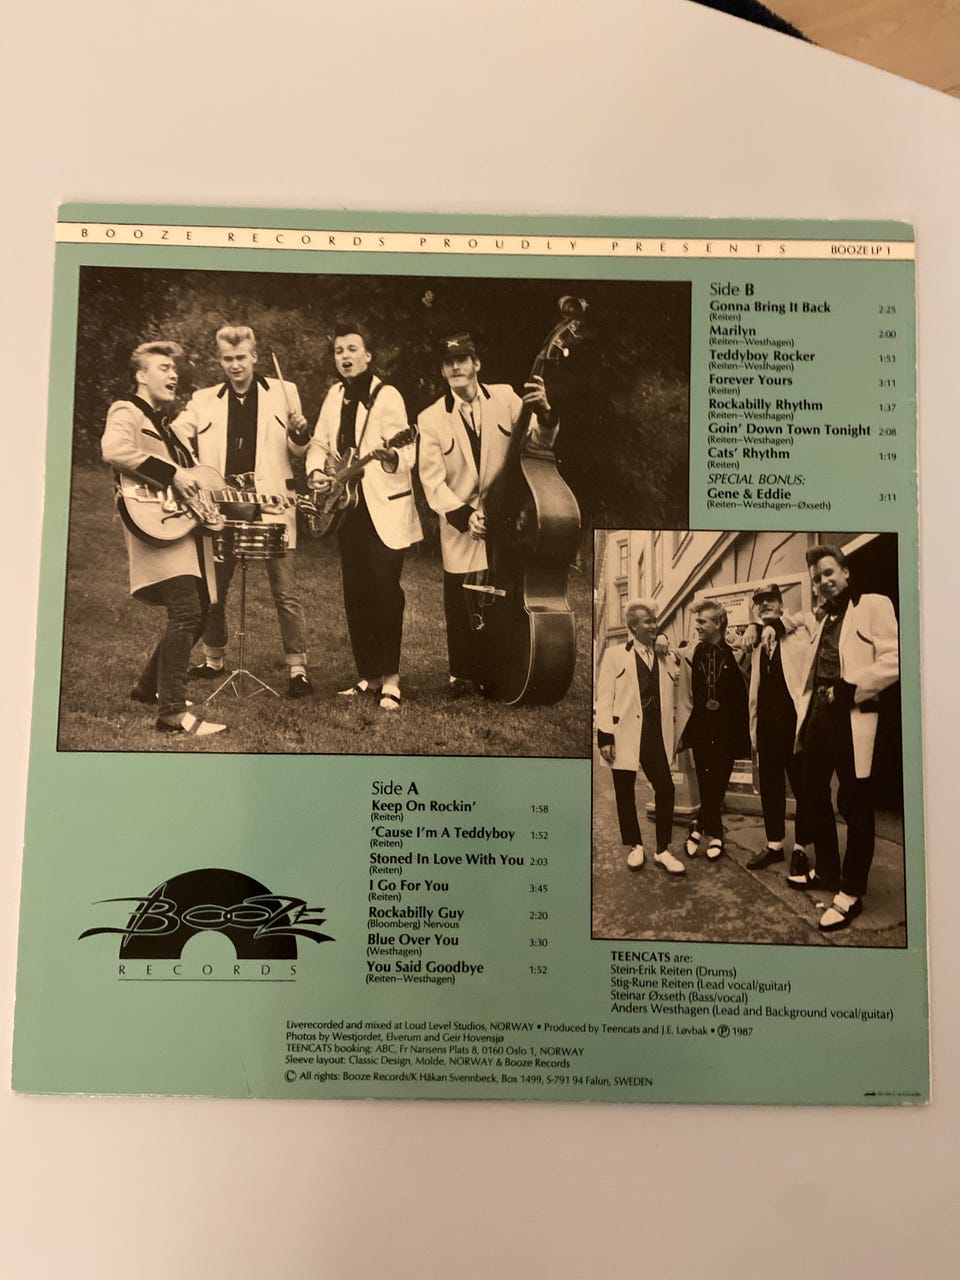 BOOZE RECORDS PROUDLY PRESENTS BOOZE LP 1
Side B
Gonna Bring It Back 2:25
(Reiten)
Marilyn 2:00
(Reiten–Westhagen)
Teddyboy Rocker 1:51
(Reiten–Westhagen)
Forever Yours 3:11
(Reiten)
Rockabilly Rhythm 1:37
(Reiten–Westhagen)
Goin' Down Town Tonight 2:08
(Reiten–Westhagen)
Cats' Rhythm 1:19
(Reiten)
SPECIAL BONUS:
Gene & Eddie 3:11
(Reiten–Westhagen–Øxseth)
Side A
Keep On Rockin' 1:58
(Reiten)
'Cause I'm A Teddyboy 1:52
(Reiten)
Stoned In Love With You 2:03
(Reiten)
I Go For You 3:45
(Reiten)
Rockabilly Guy 2:20
(Bloomberg) Nervous
Blue Over You 3:30
(Westhagen)
You Said Goodbye 1:52
(Reiten–Westhagen)
BOOZE
RECORDS
TEENCATS are:
Stein-Erik Reiten (Drums)
Stig-Rune Reiten (Lead vocal/guitar)
Steinar Øxseth (Bass/vocal)
Anders Westhagen (Lead and Background vocal/guitar)
Liverecorded and mixed at Loud Level Studios, NORWAY • Produced by Teencats and J.E. Løvbak • Ⓟ 1987
Photos by Westjordet, Elverum and Geir Hovensjø
TEENCATS booking: ABC, Fr Nansens Plats 8, 0160 Oslo 1, NORWAY
Sleeve layout: Classic Design, Molde, NORWAY & Booze Records
© All rights: Booze Records/K Håkan Svennbeck, Box 1499, S-791 94 Falun, SWEDEN